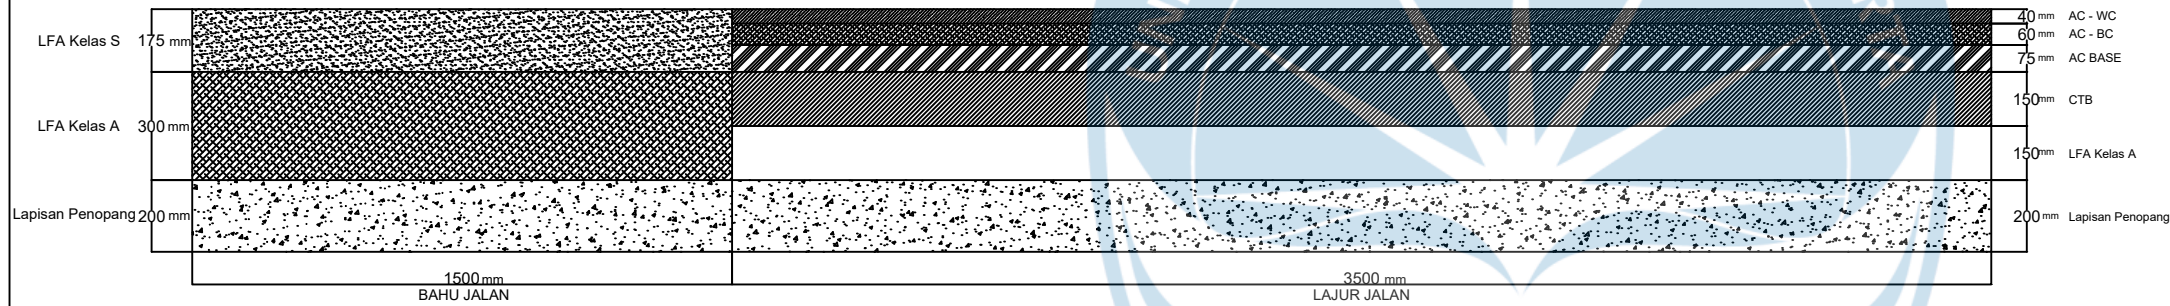 LFA Kelas S 175 mm
LFA Kelas A 300 mm
Lapisan Penopang 200 mm
40 mm AC - WC
60 mm AC - BC
75 mm AC BASE
150 mm CTB
150 mm LFA Kelas A
200 mm Lapisan Penopang
1500 mm
BAHU JALAN
3500 mm
LAJUR JALAN